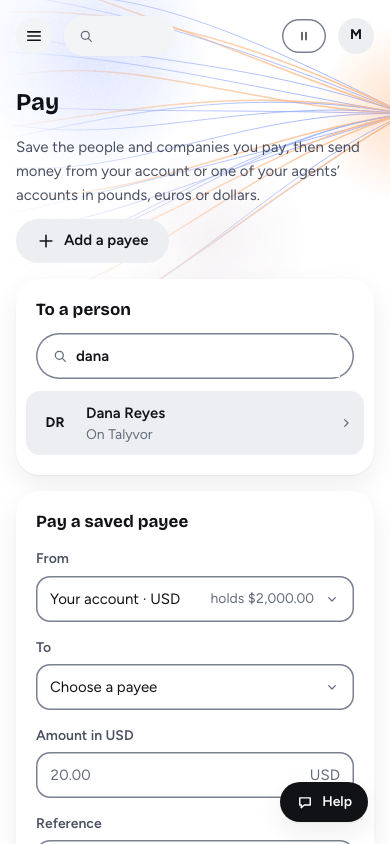 M
Pay
Save the people and companies you pay, then send
money from your account or one of your agents’
accounts in pounds, euros or dollars.
Add a payee
To a person
dana
DR
Dana Reyes
On Talyvor
Pay a saved payee
From
Your account · USD holds $2,000.00
To
Choose a payee
Amount in USD
20.00 USD
Help
Reference